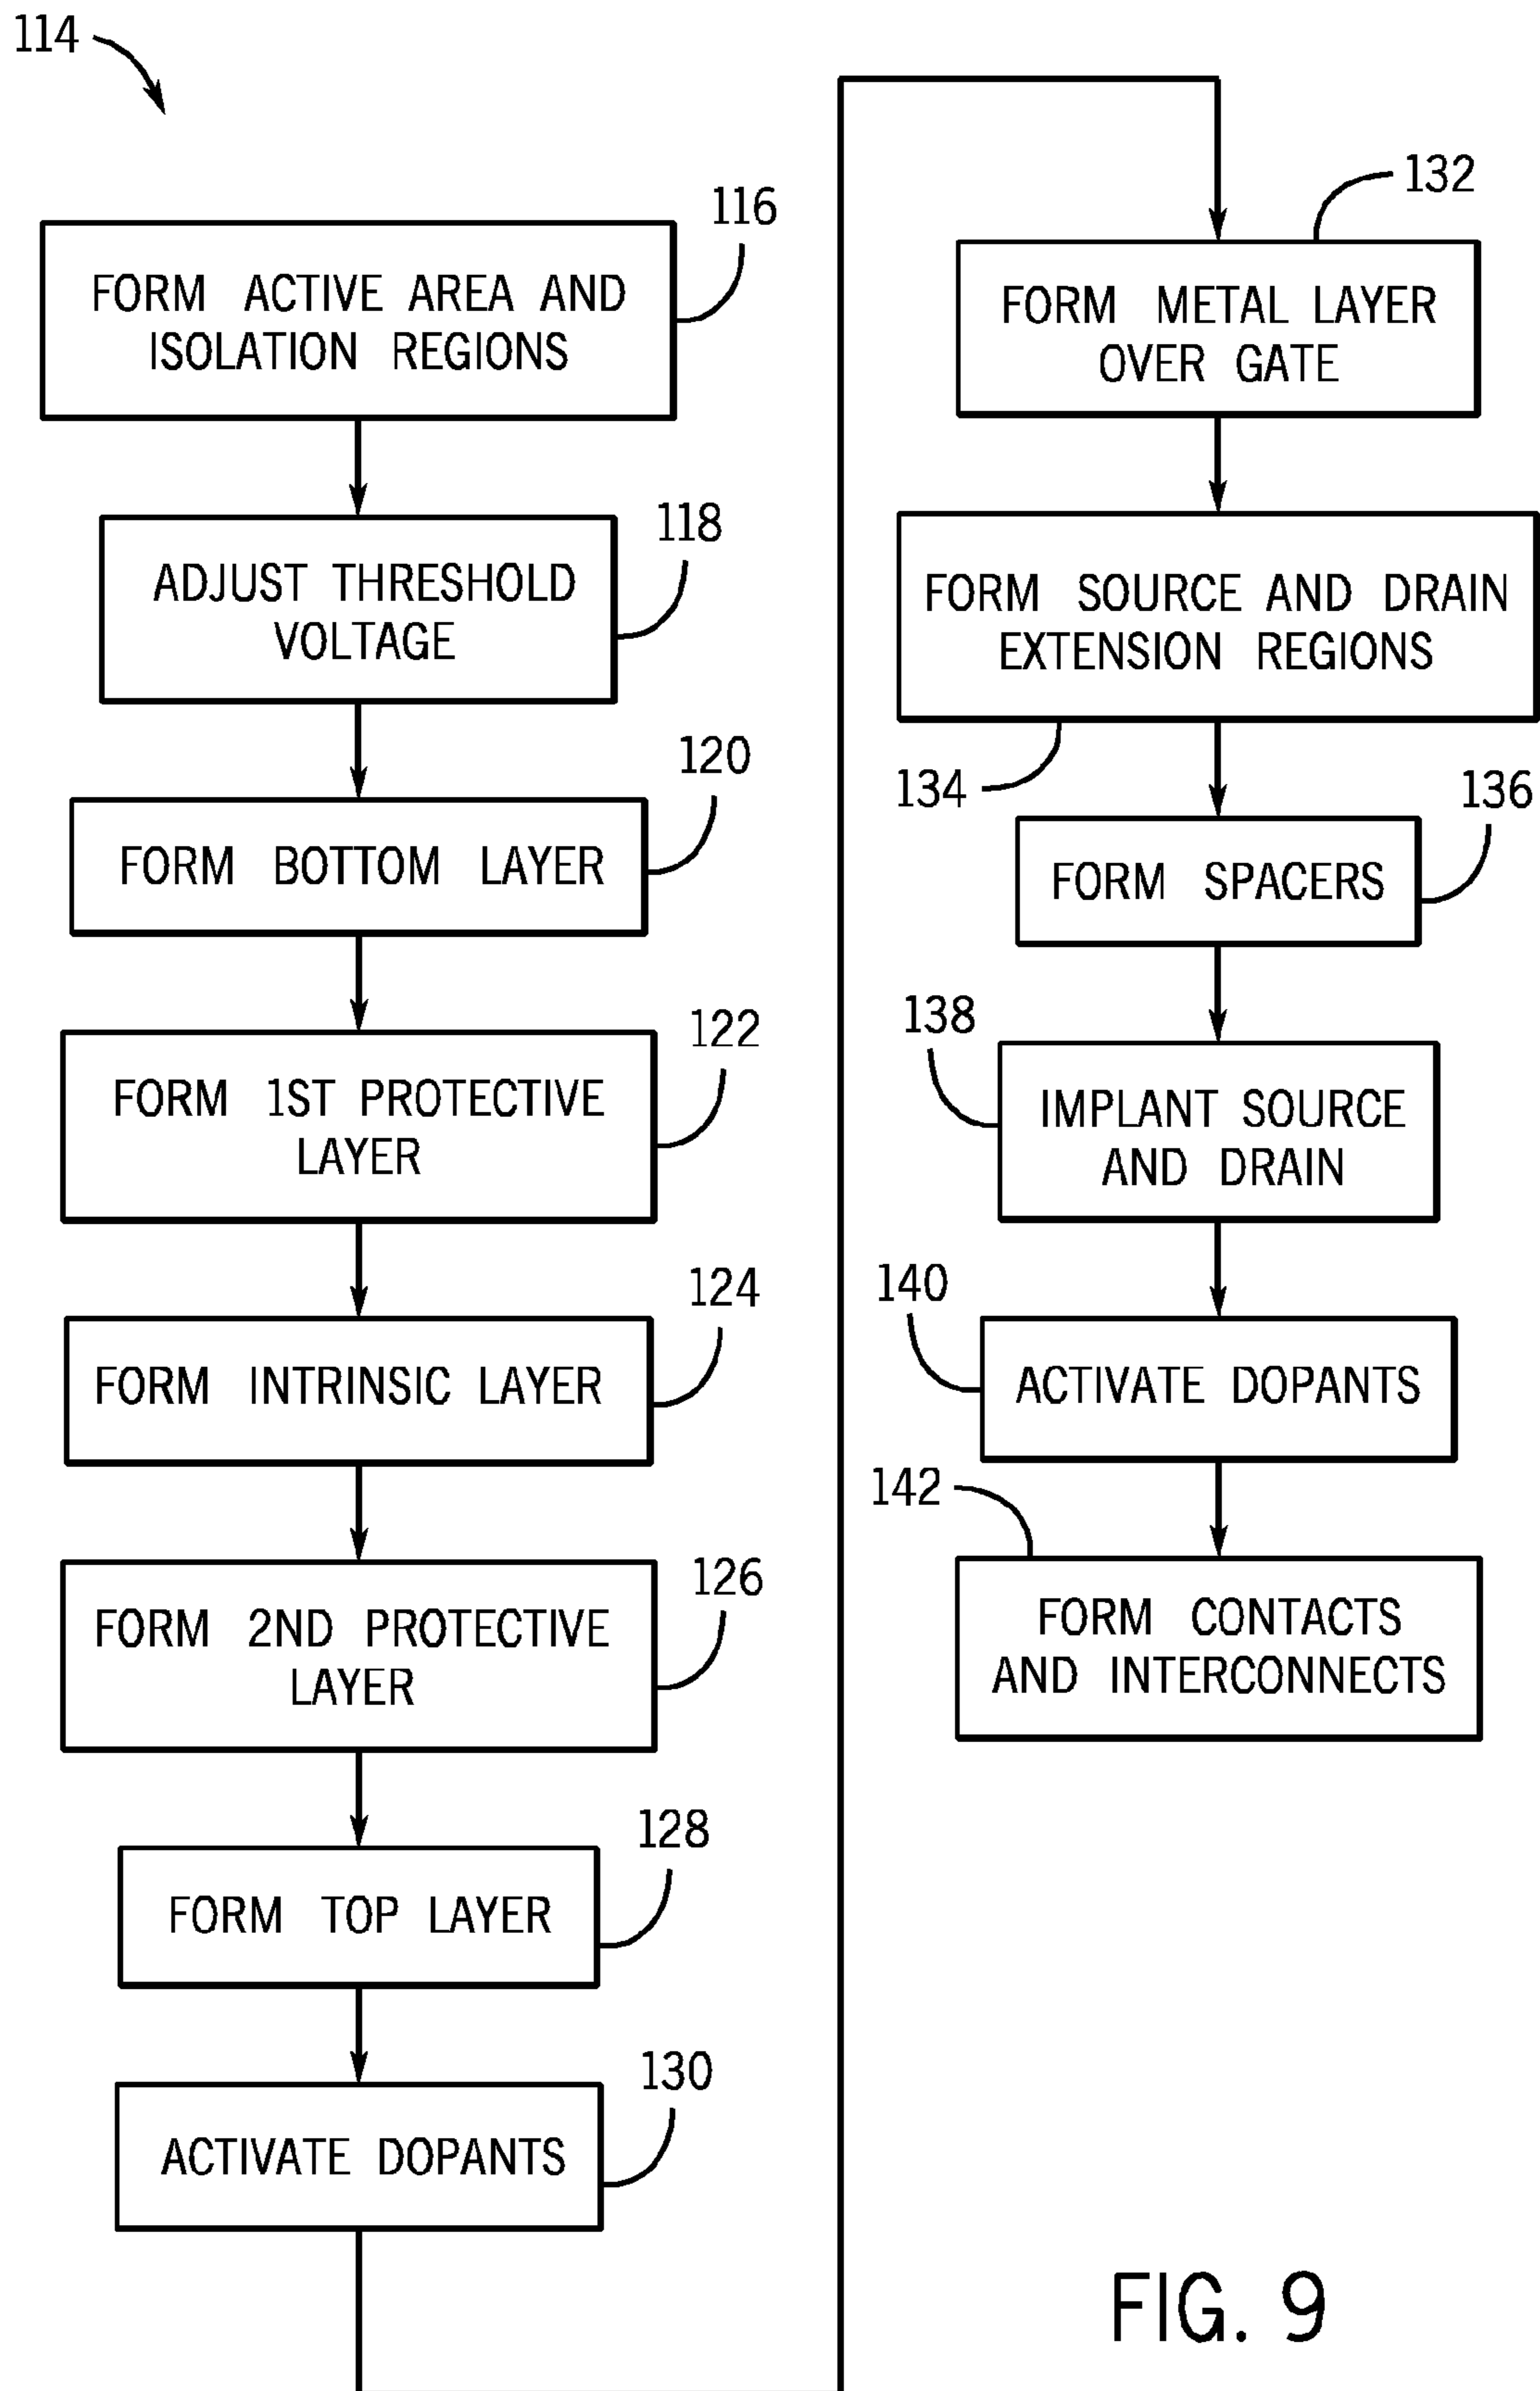 114
116
FORM ACTIVE AREA AND
ISOLATION REGIONS
118
ADJUST THRESHOLD
VOLTAGE
120
FORM BOTTOM LAYER
122
FORM 1ST PROTECTIVE
LAYER
124
FORM INTRINSIC LAYER
126
FORM 2ND PROTECTIVE
LAYER
128
FORM TOP LAYER
130
ACTIVATE DOPANTS
132
FORM METAL LAYER
OVER GATE
FORM SOURCE AND DRAIN
EXTENSION REGIONS
134
136
FORM SPACERS
138
IMPLANT SOURCE
AND DRAIN
140
ACTIVATE DOPANTS
142
FORM CONTACTS
AND INTERCONNECTS
FIG. 9